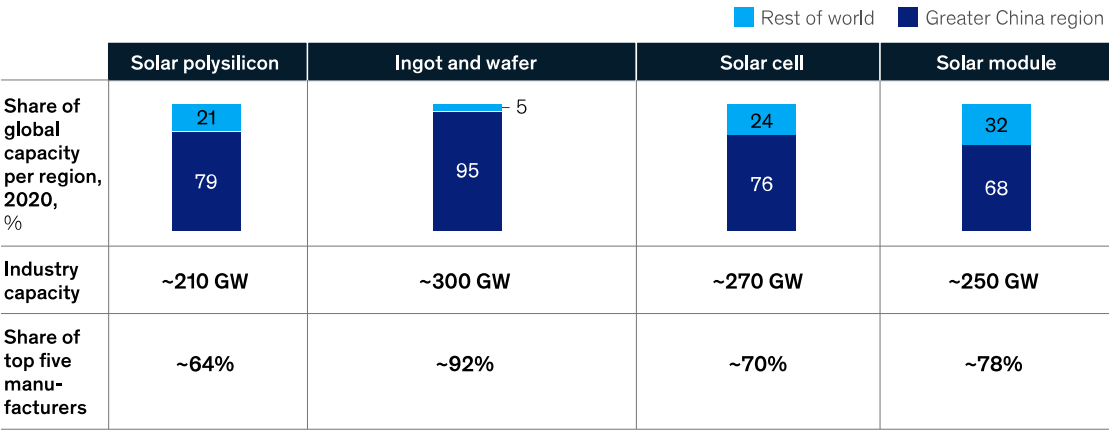 Rest of world
Greater China region
Solar polysilicon
Ingot and wafer
Solar cell
Solar module
Share of
global
capacity
per region,
2020,
%
21
79
5
95
24
76
32
68
Industry
capacity
~210 GW
~300 GW
~270 GW
~250 GW
Share of
top five
manu-
facturers
~64%
~92%
~70%
~78%